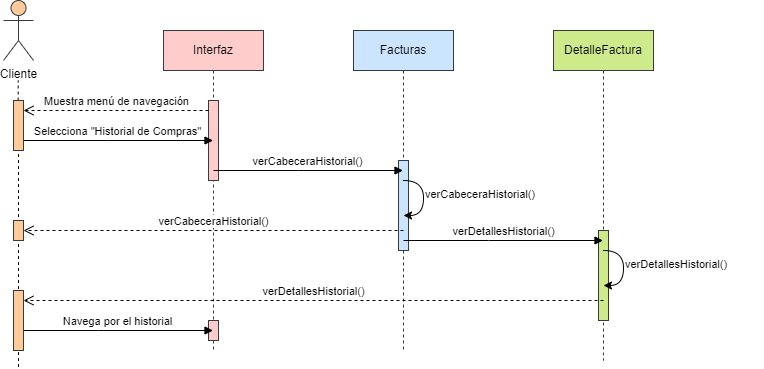 Interfaz
Facturas
DetalleFactura
Cliente
Muestra menú de navegación
Selecciona "Historial de Compras"
verCabeceraHistorial()
verCabeceraHistorial()
verCabeceraHistorial()
verDetallesHistorial()
verDetallesHistorial()
verDetallesHistorial()
Navega por el historial